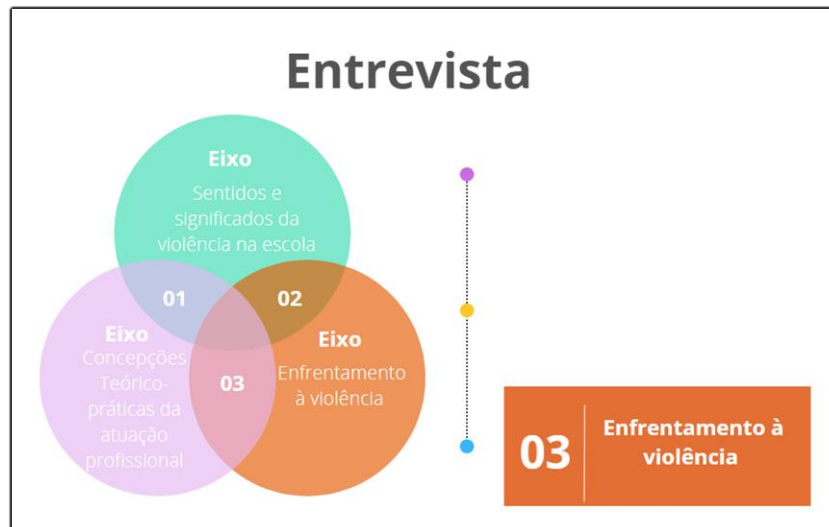 Entrevista
Eixo
Sentidos e
significados da
violência na escola
01
02
Eixo
Concepções
Teórico-
práticas da
atuação
profissional
03
Eixo
Enfrentamento
à violência
03
Enfrentamento à
violência